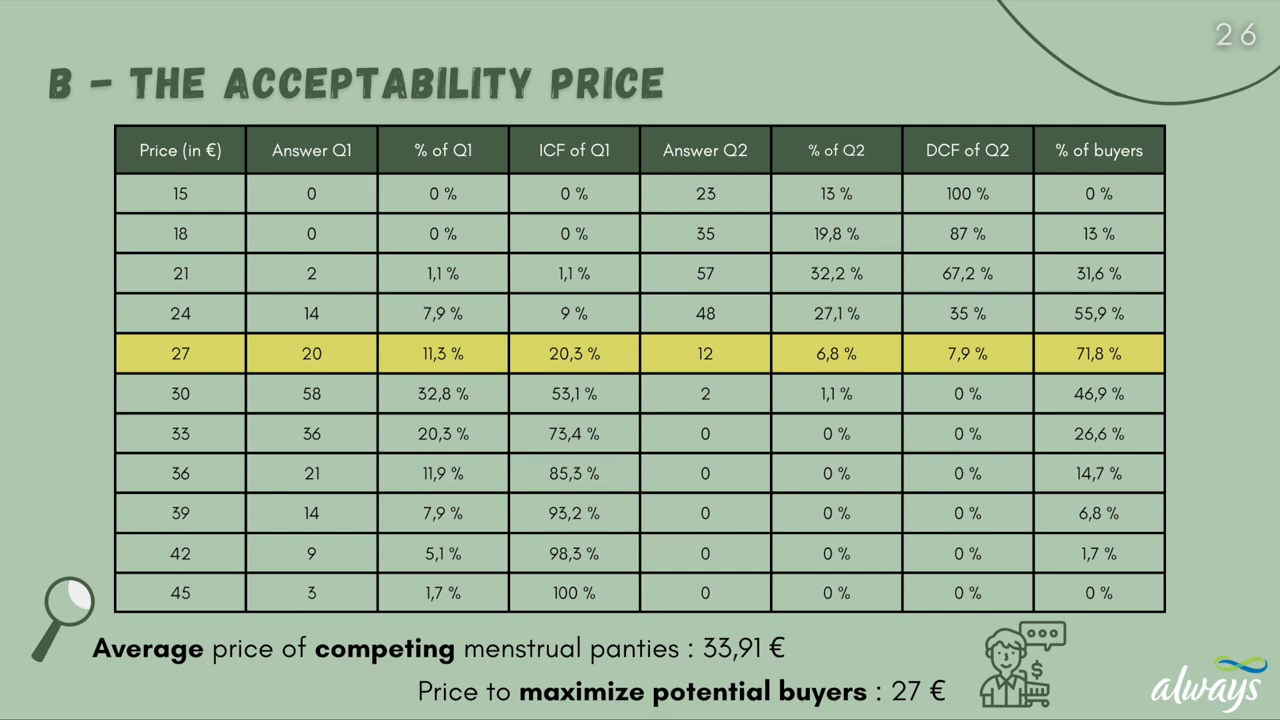 26
B - THE ACCEPTABILITY PRICE
Price (in €) Answer Q1 % of Q1 ICF of Q1 Answer Q2 % of Q2 DCF of Q2 % of buyers
15 0 0 % 0 % 23 13 % 100 % 0 %
18 0 0 % 0 % 35 19,8 % 87 % 13 %
21 2 1,1 % 1,1 % 57 32,2 % 67,2 % 31,6 %
24 14 7,9 % 9 % 48 27,1 % 35 % 55,9 %
27 20 11,3 % 20,3 % 12 6,8 % 7,9 % 71,8 %
30 58 32,8 % 53,1 % 2 1,1 % 0 % 46,9 %
33 36 20,3 % 73,4 % 0 0 % 0 % 26,6 %
36 21 11,9 % 85,3 % 0 0 % 0 % 14,7 %
39 14 7,9 % 93,2 % 0 0 % 0 % 6,8 %
42 9 5,1 % 98,3 % 0 0 % 0 % 1,7 %
45 3 1,7 % 100 % 0 0 % 0 % 0 %
Average price of competing menstrual panties : 33,91 €
Price to maximize potential buyers : 27 €
$
always